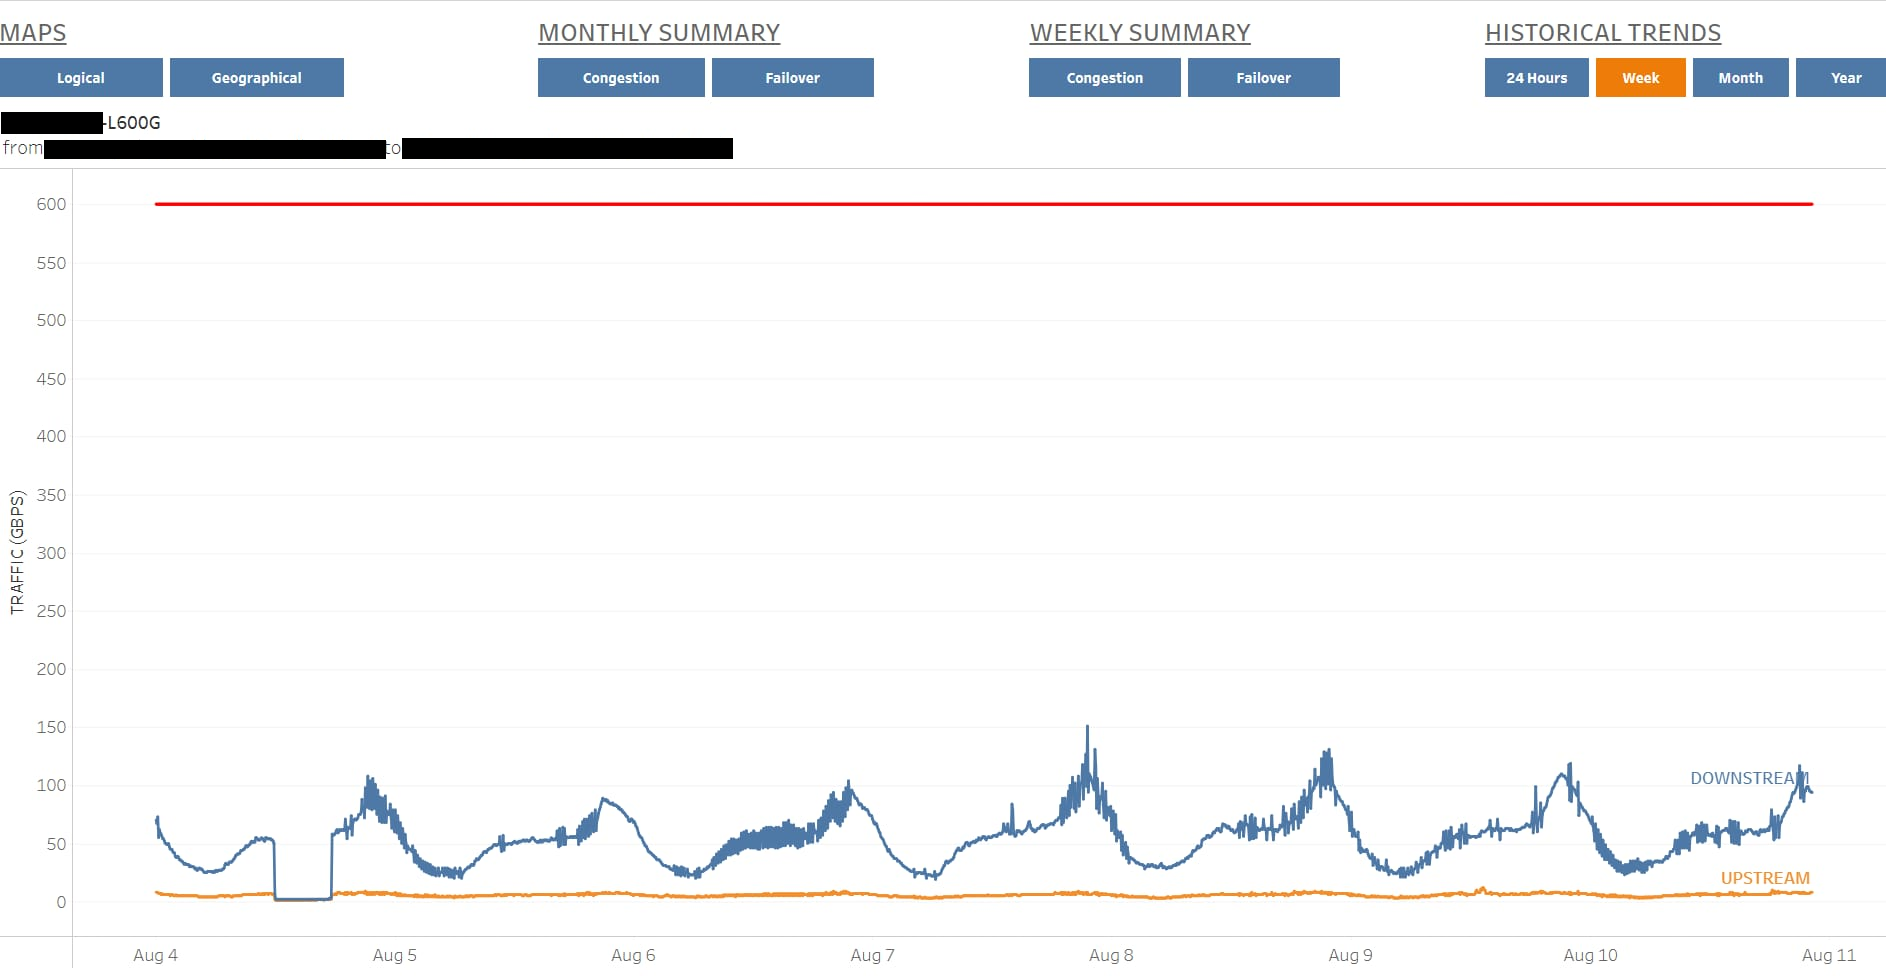 MAPS MONTHLY SUMMARY WEEKLY SUMMARY HISTORICAL TRENDS
Logical Geographical Congestion Failover Congestion Failover 24 Hours Week Month Year
-L600G
from to
600
550
500
450
400
350
300
250
200
150
100
50
0
TRAFFIC (GBPS)
DOWNSTREAM
UPSTREAM
Aug 4 Aug 5 Aug 6 Aug 7 Aug 8 Aug 9 Aug 10 Aug 11